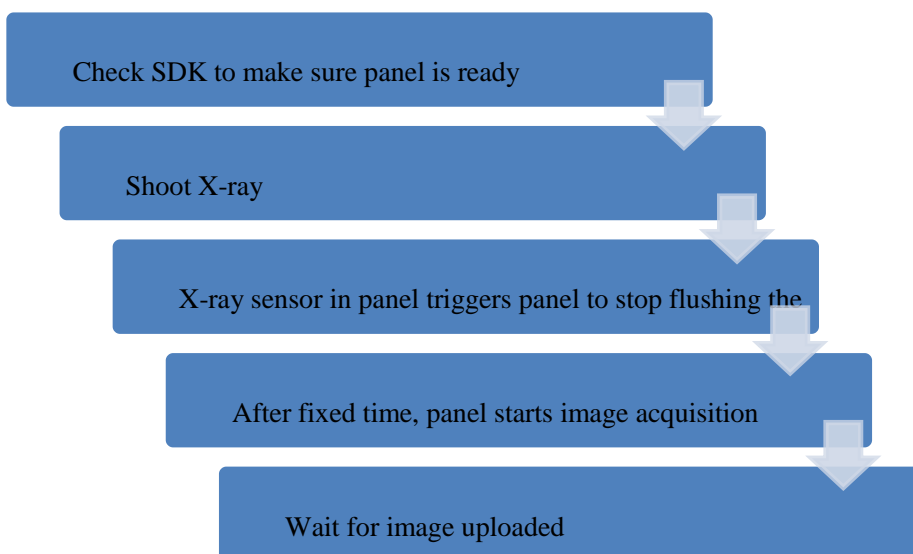 Check SDK to make sure panel is ready
Shoot X-ray
X-ray sensor in panel triggers panel to stop flushing the
After fixed time, panel starts image acquisition
Wait for image uploaded